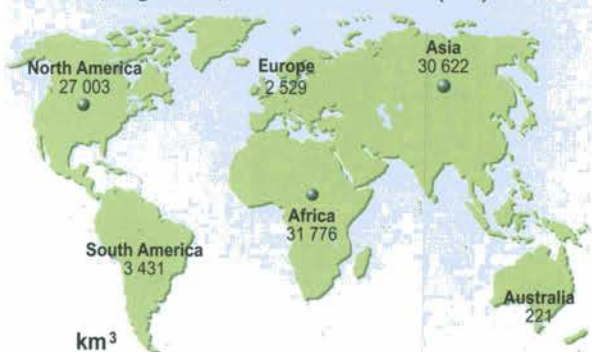 North America
27 003
Europe
2 529
Asia
30 622
Africa
31 776
South America
3 431
Australia
221
km³